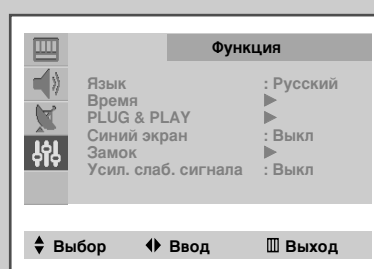 Функция
Язык : Русский
Время ▶
PLUG & PLAY ▶
Синий экран : Выкл
Замок ▶
Усил. слаб. сигнала : Выкл
Выбор Ввод Выход